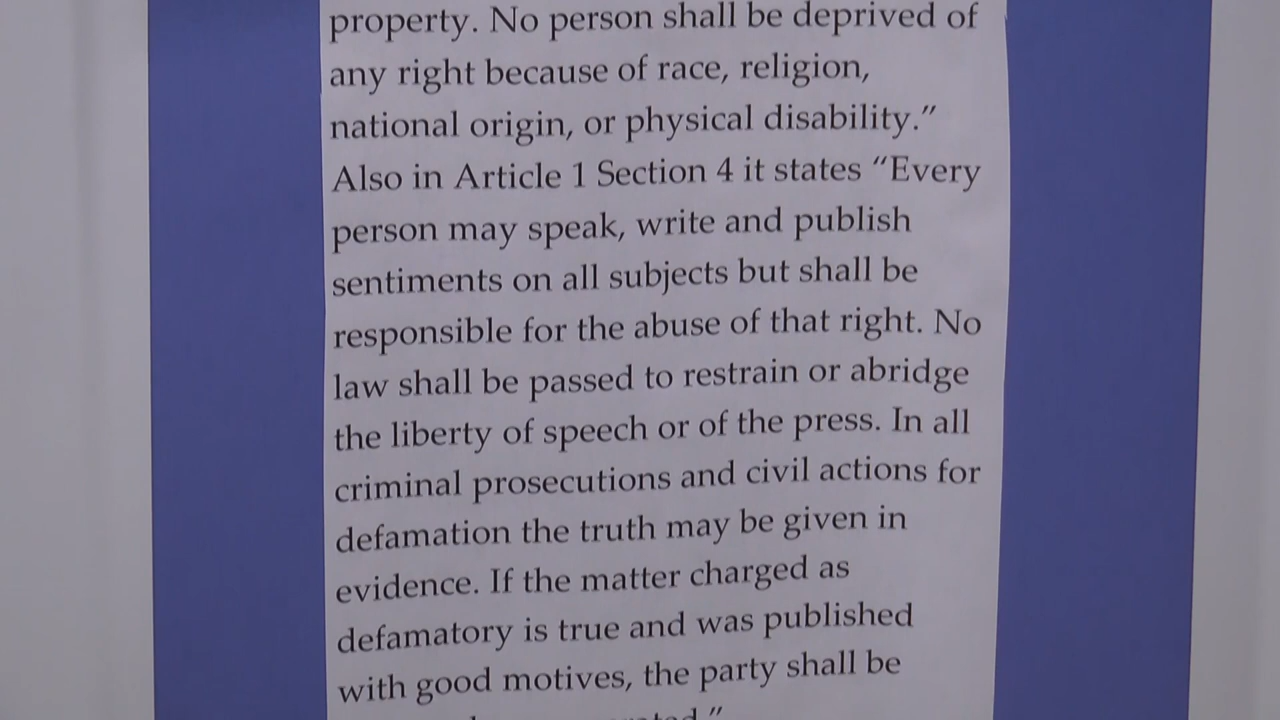 property. No person shall be deprived of
any right because of race, religion,
national origin, or physical disability.”
Also in Article 1 Section 4 it states “Every
person may speak, write and publish
sentiments on all subjects but shall be
responsible for the abuse of that right. No
law shall be passed to restrain or abridge
the liberty of speech or of the press. In all
criminal prosecutions and civil actions for
defamation the truth may be given in
evidence. If the matter charged as
defamatory is true and was published
with good motives, the party shall be